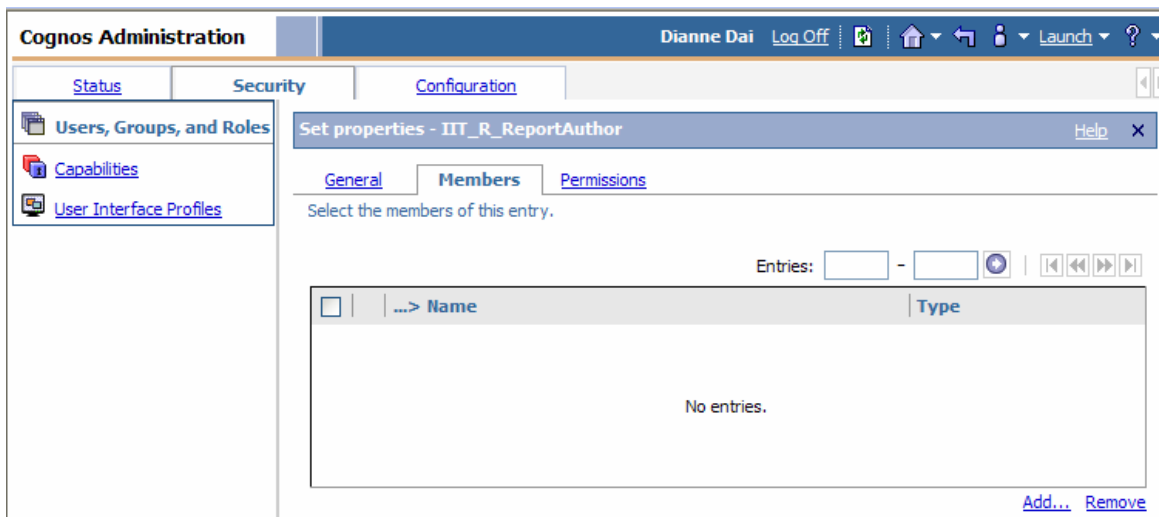 Cognos Administration
Dianne Dai Log Off Launch ?
Status Security Configuration
Users, Groups, and Roles
Capabilities
User Interface Profiles
Set properties - IIT_R_ReportAuthor Help X
General Members Permissions
Select the members of this entry.
Entries: -
...> Name Type
No entries.
Add... Remove